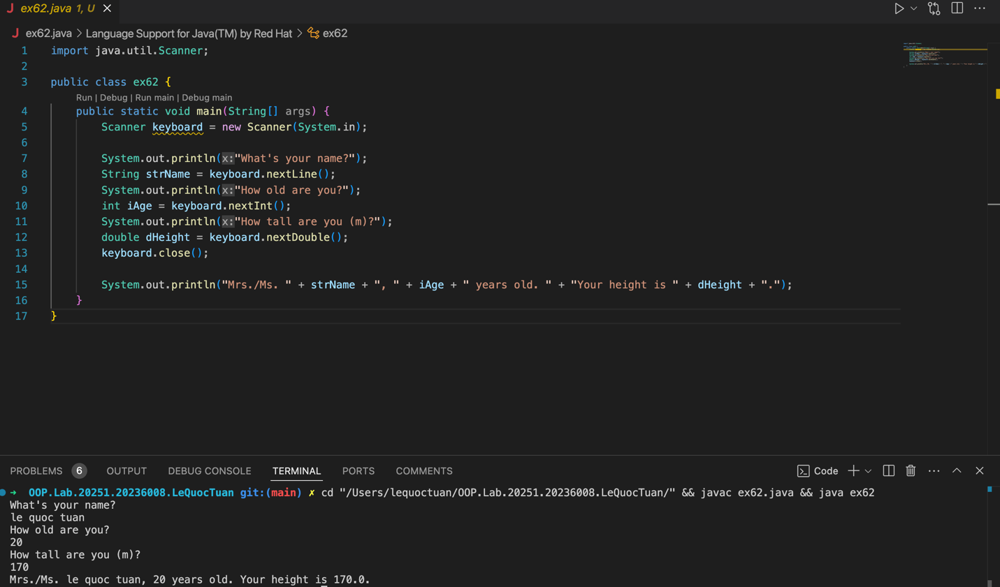 J ex62.java 1, U
J ex62.java > Language Support for Java(TM) by Red Hat > ex62
1 import java.util.Scanner;
2
3 public class ex62 {
Run | Debug | Run main | Debug main
4 public static void main(String[] args) {
5 Scanner keyboard = new Scanner(System.in);
6
7 System.out.println(x:"What's your name?");
8 String strName = keyboard.nextLine();
9 System.out.println(x:"How old are you?");
10 int iAge = keyboard.nextInt();
11 System.out.println(x:"How tall are you (m)?");
12 double dHeight = keyboard.nextDouble();
13 keyboard.close();
14
15 System.out.println("Mrs./Ms. " + strName + ", " + iAge + " years old. " + "Your height is " + dHeight + ".");
16 }
17 }
PROBLEMS 6 OUTPUT DEBUG CONSOLE TERMINAL PORTS COMMENTS Code
→ OOP.Lab.20251.20236008.LeQuocTuan git:(main) ✗ cd "/Users/lequoctuan/OOP.Lab.20251.20236008.LeQuocTuan/" && javac ex62.java && java ex62
What's your name?
le quoc tuan
How old are you?
20
How tall are you (m)?
170
Mrs./Ms. le quoc tuan, 20 years old. Your height is 170.0.